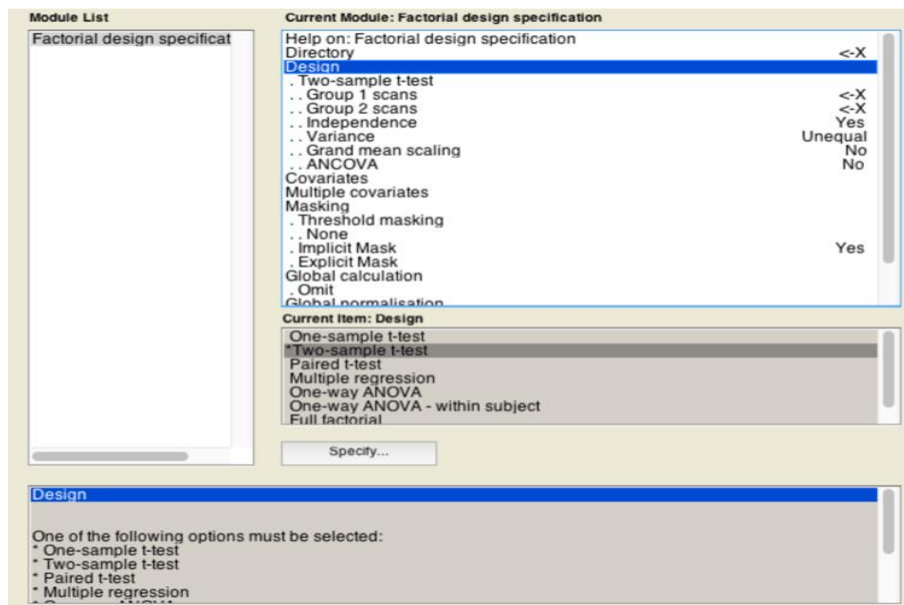 Module List
Factorial design specificat
Current Module: Factorial design specification
Help on: Factorial design specification
Directory <-X
Design
. Two-sample t-test
. . Group 1 scans <-X
. . Group 2 scans <-X
. . Independence Yes
. . Variance Unequal
. . Grand mean scaling No
. . ANCOVA No
Covariates
Multiple covariates
Masking
. Threshold masking
. . None
. Implicit Mask Yes
. Explicit Mask
Global calculation
. Omit
Global normalisation
Current Item: Design
One-sample t-test
*Two-sample t-test
Paired t-test
Multiple regression
One-way ANOVA
One-way ANOVA - within subject
Full factorial
Specify...
Design
One of the following options must be selected:
* One-sample t-test
* Two-sample t-test
* Paired t-test
* Multiple regression